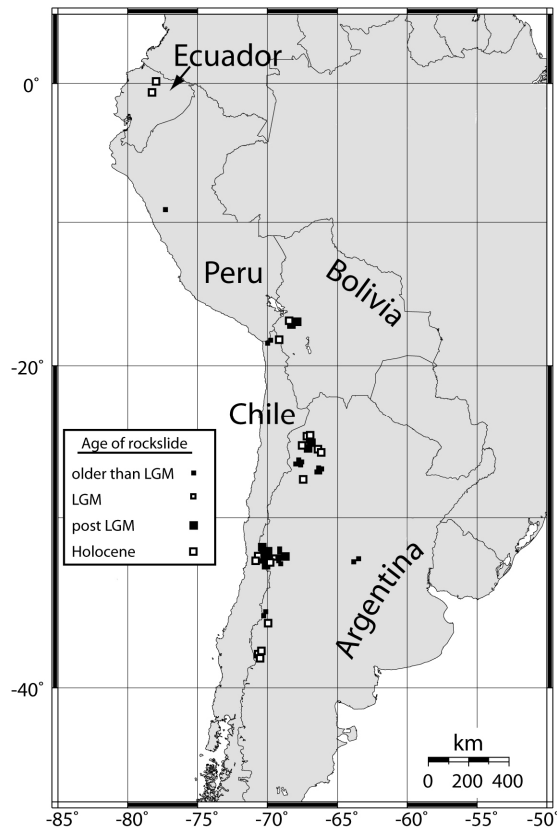 Ecuador
0°
Peru
Bolivia
-20°
Chile
Age of rockslide
older than LGM
LGM
post LGM
Holocene
Argentina
-40°
km
0 200 400
-85° -80° -70° -65° -60° -55° -50°